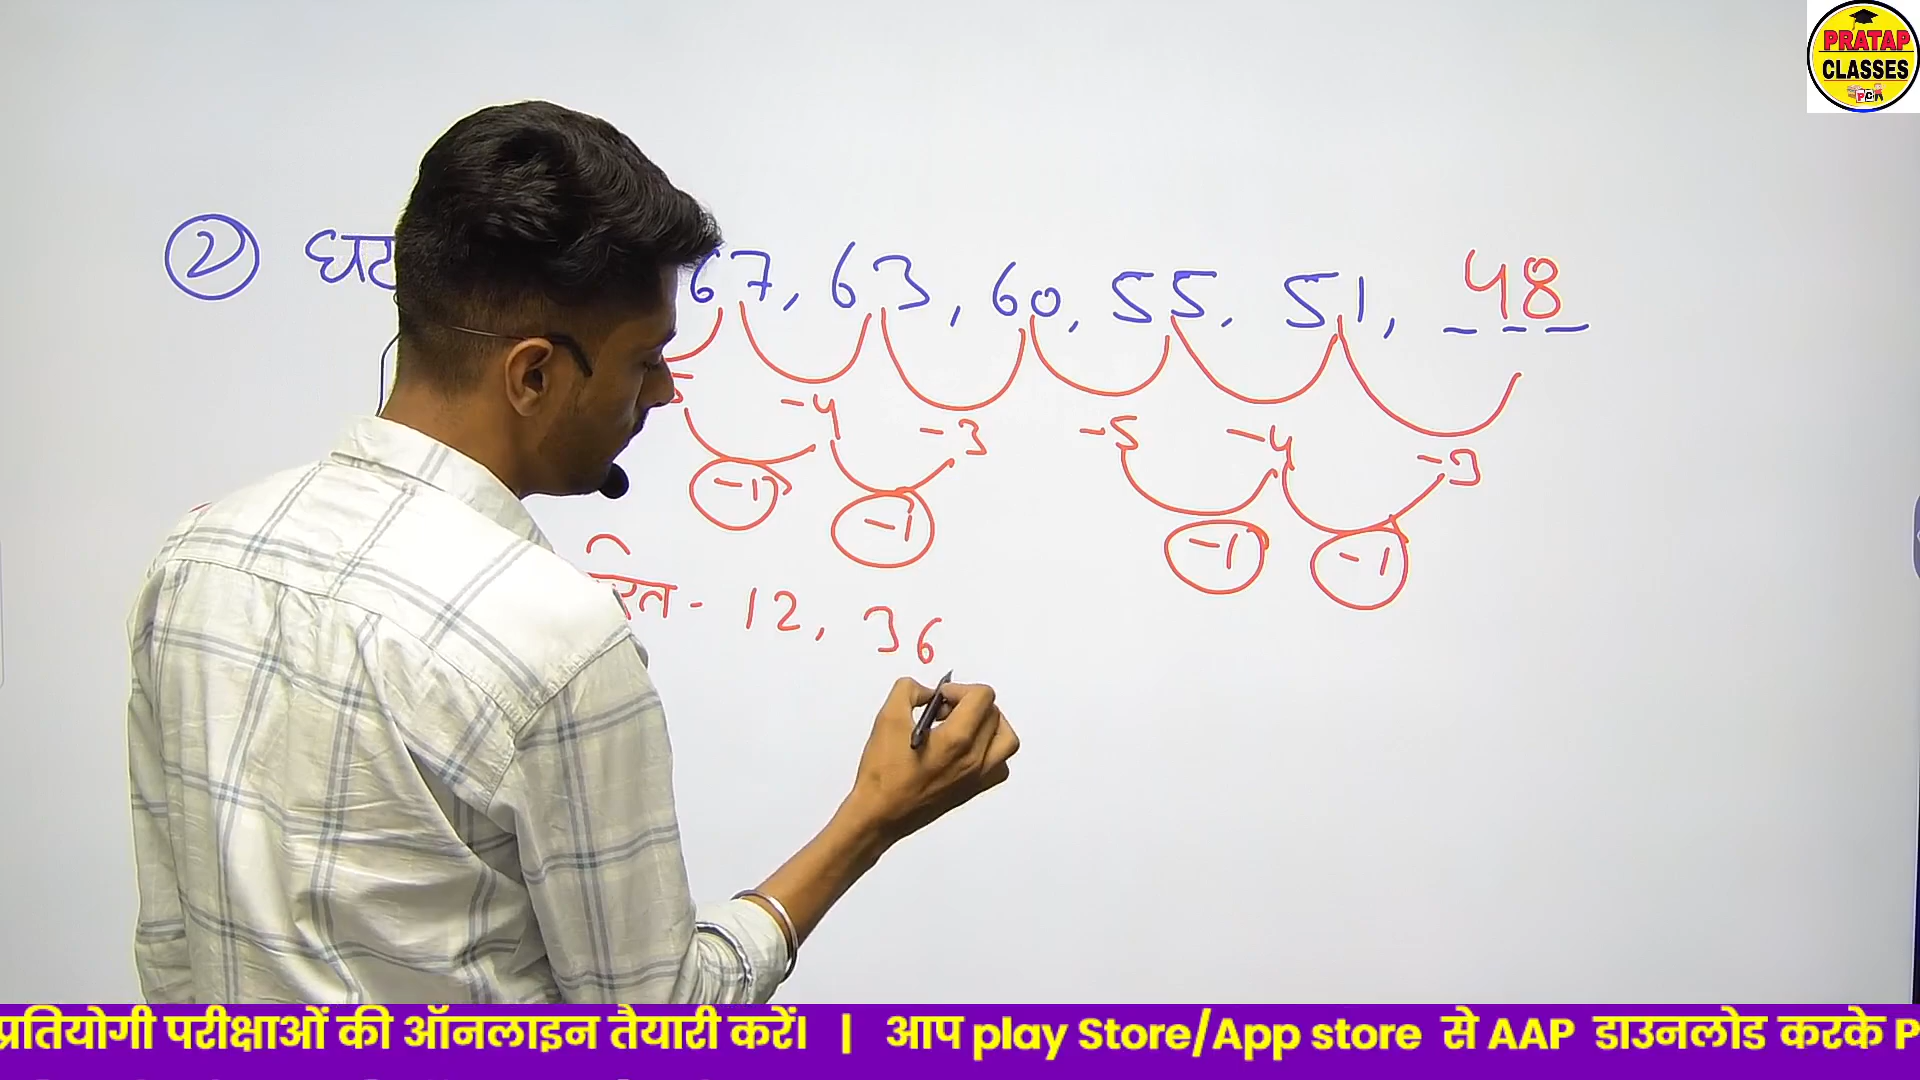 PRATAP
CLASSES
2 घट 67, 63, 60, 55, 51, 48
-4 -3 -5 -4 -3
-1 -1 -1 -1
- 12, 36
प्रतियोगी परीक्षाओं की ऑनलाइन तैयारी करें। | आप play Store/App store से AAP डाउनलोड करके P